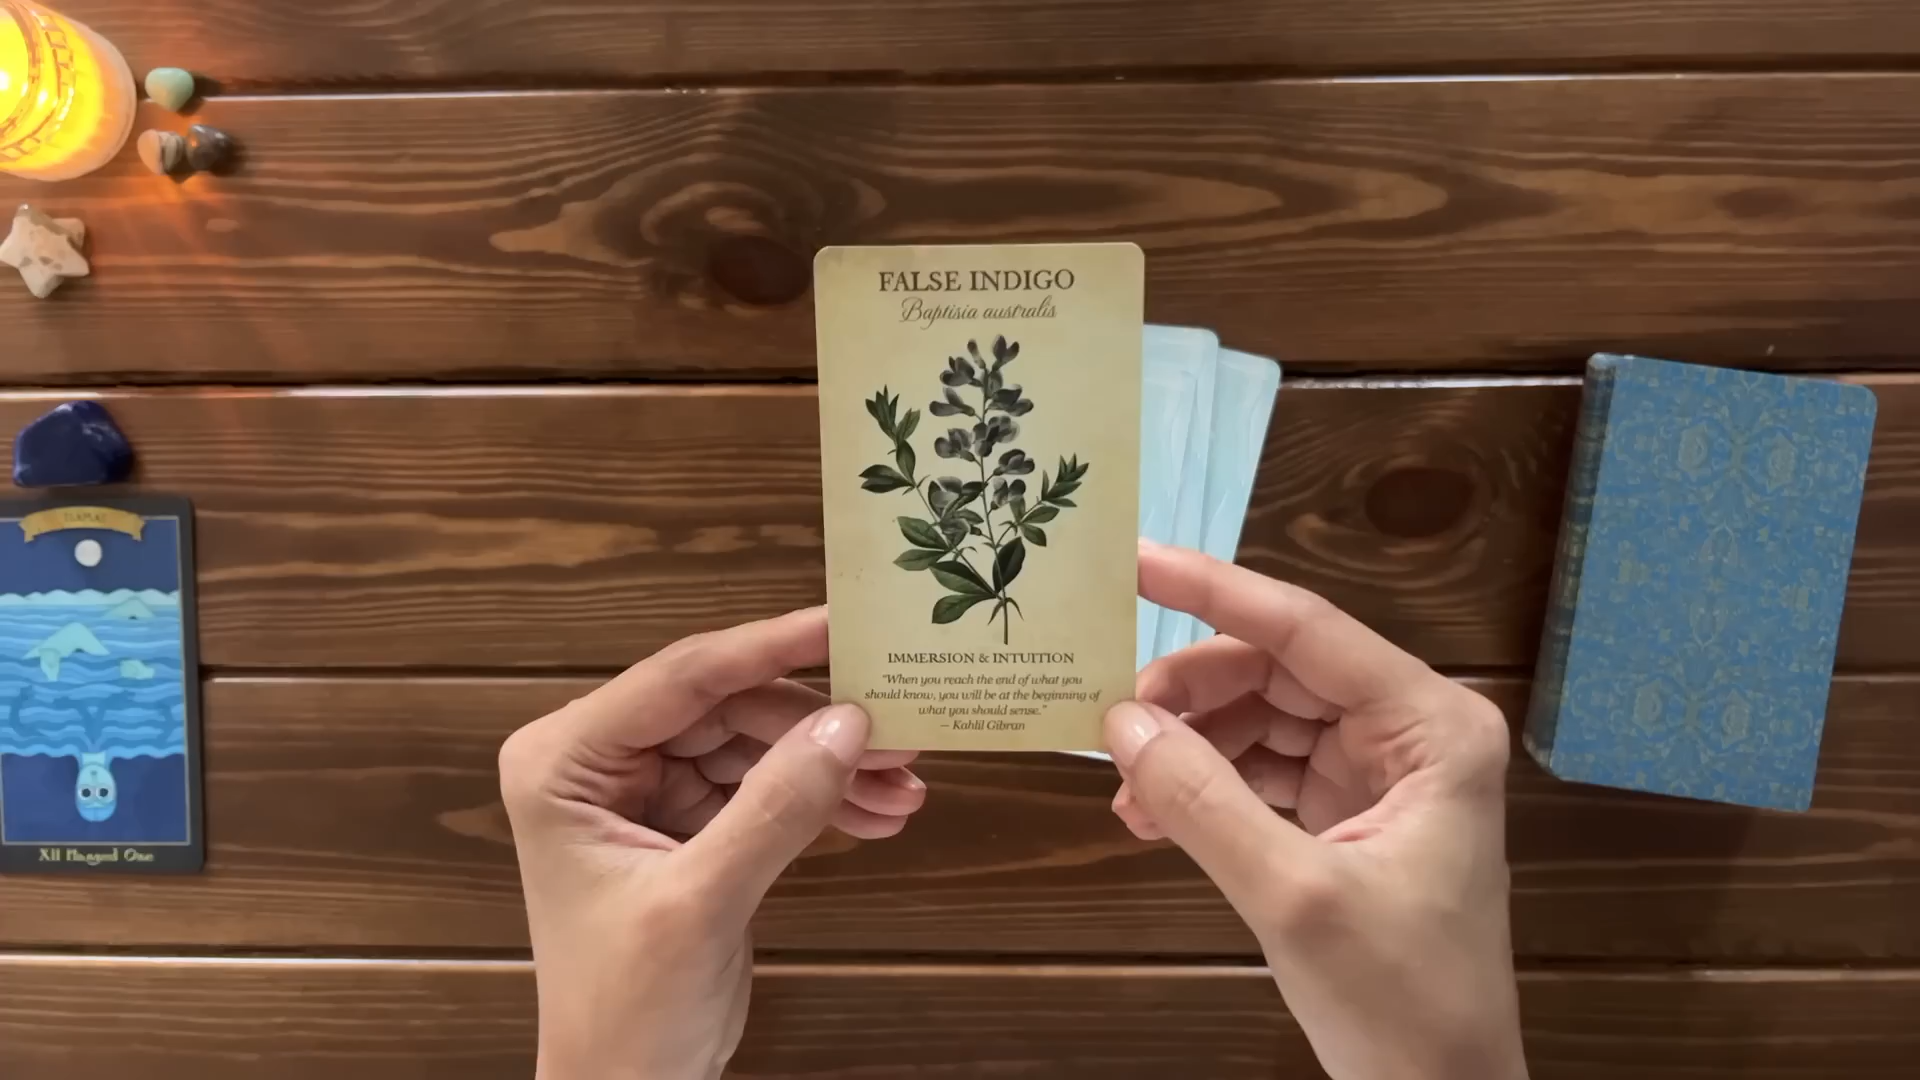 FALSE INDIGO
Baptisia australis
IMMERSION & INTUITION
"When you reach the end of what you
should know, you will be at the beginning of
what you should sense."
— Kahlil Gibran
XII Hanged One